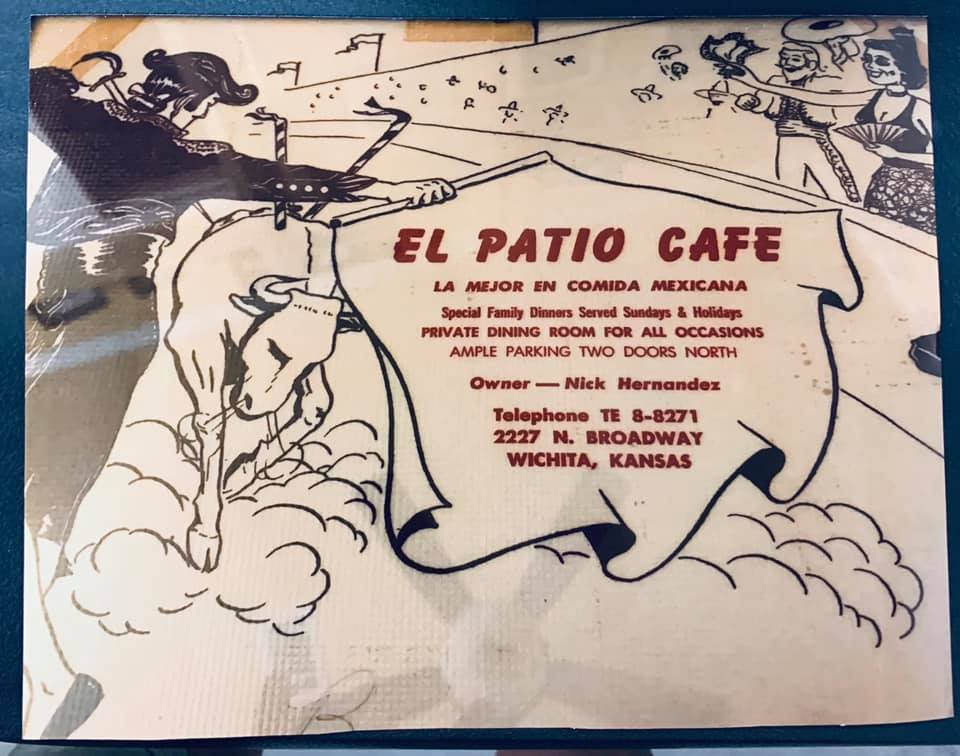 EL PATIO CAFE
LA MEJOR EN COMIDA MEXICANA
Special Family Dinners Served Sundays & Holidays
PRIVATE DINING ROOM FOR ALL OCCASIONS
AMPLE PARKING TWO DOORS NORTH
Owner — Nick Hernandez
Telephone TE 8-8271
2227 N. BROADWAY
WICHITA, KANSAS